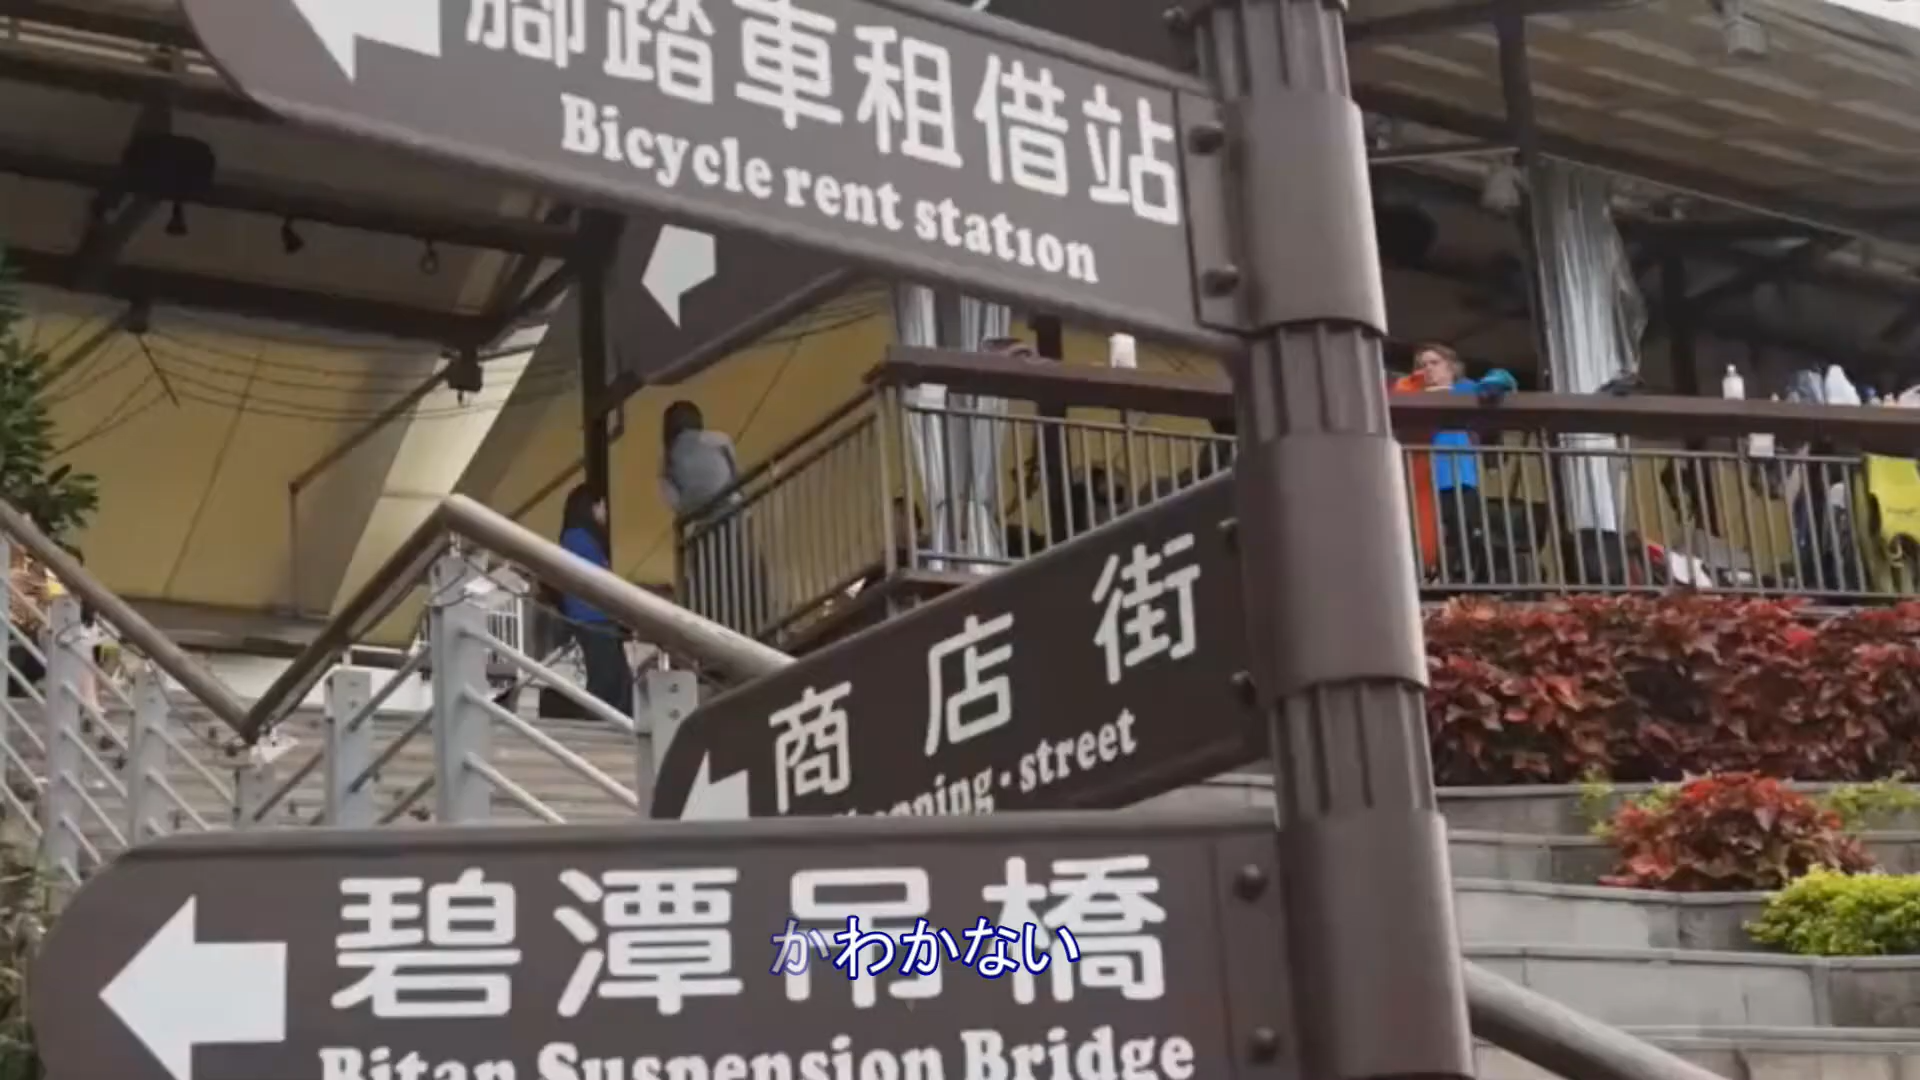 腳踏車租借站
Bicycle rent station
商店街
street
碧潭吊橋
かわかない
Bitan Suspension Bridge